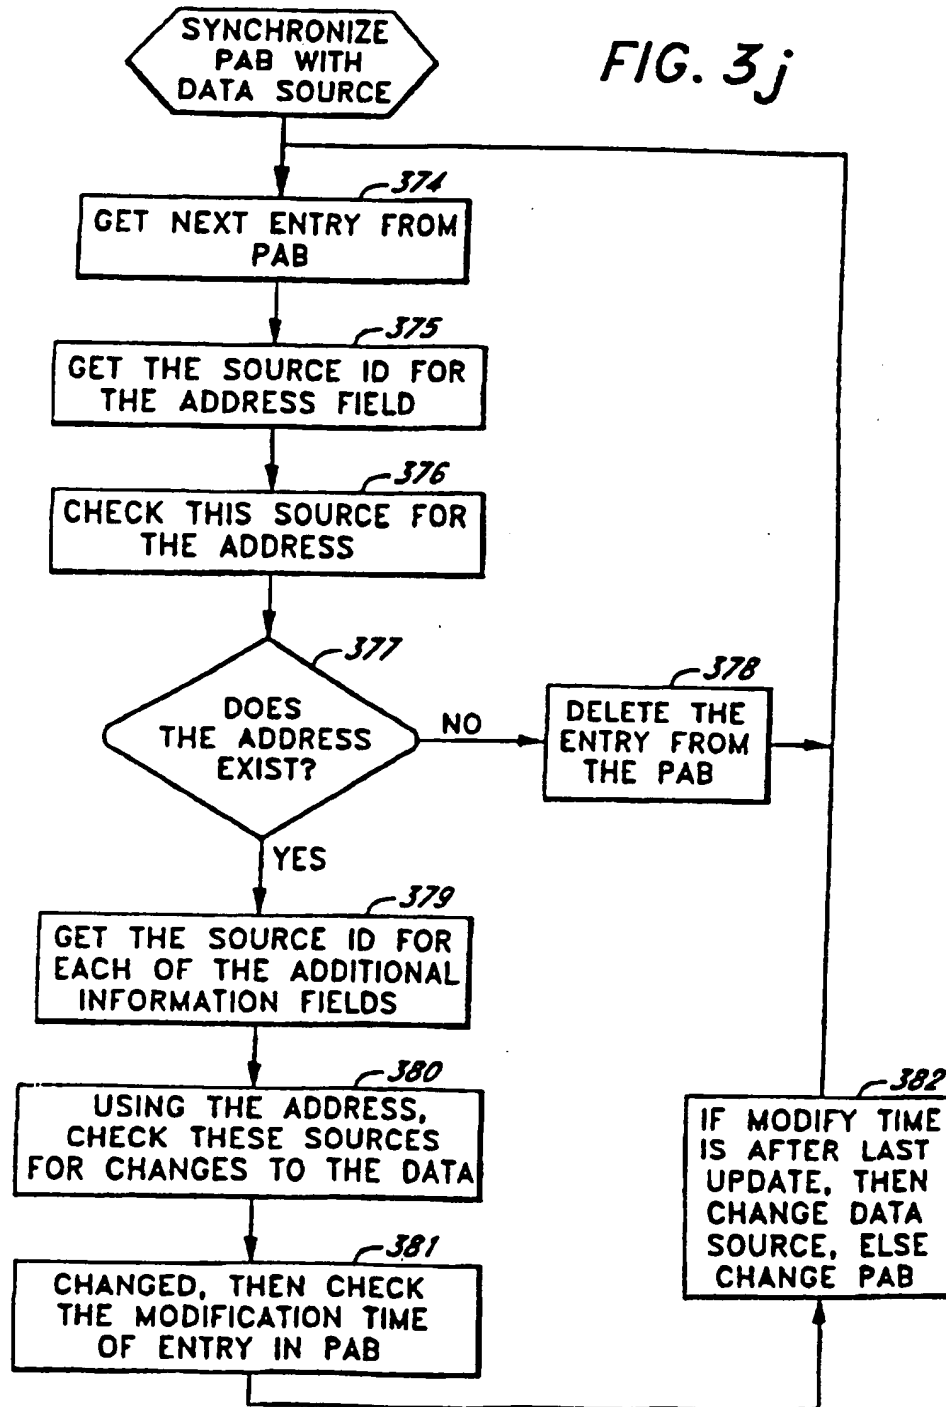 SYNCHRONIZE
PAB WITH
DATA SOURCE
FIG. 3j
374
GET NEXT ENTRY FROM
PAB
375
GET THE SOURCE ID FOR
THE ADDRESS FIELD
376
CHECK THIS SOURCE FOR
THE ADDRESS
377
DOES
THE ADDRESS
EXIST?
NO
378
DELETE THE
ENTRY FROM
THE PAB
YES
379
GET THE SOURCE ID FOR
EACH OF THE ADDITIONAL
INFORMATION FIELDS
380
USING THE ADDRESS,
CHECK THESE SOURCES
FOR CHANGES TO THE DATA
381
CHANGED, THEN CHECK
THE MODIFICATION TIME
OF ENTRY IN PAB
382
IF MODIFY TIME
IS AFTER LAST
UPDATE, THEN
CHANGE DATA
SOURCE, ELSE
CHANGE PAB